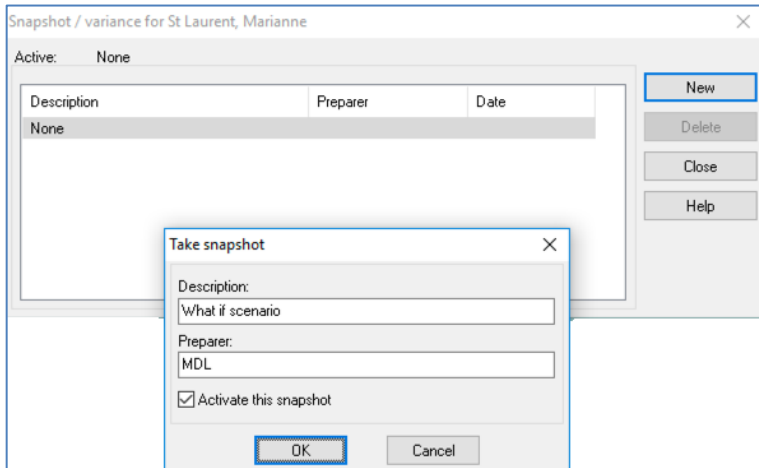 Snapshot / variance for St Laurent, Marianne
Active: None
Description Preparer Date
None
New
Delete
Close
Help
Take snapshot
Description:
What if scenario
Preparer:
MDL
Activate this snapshot
OK Cancel